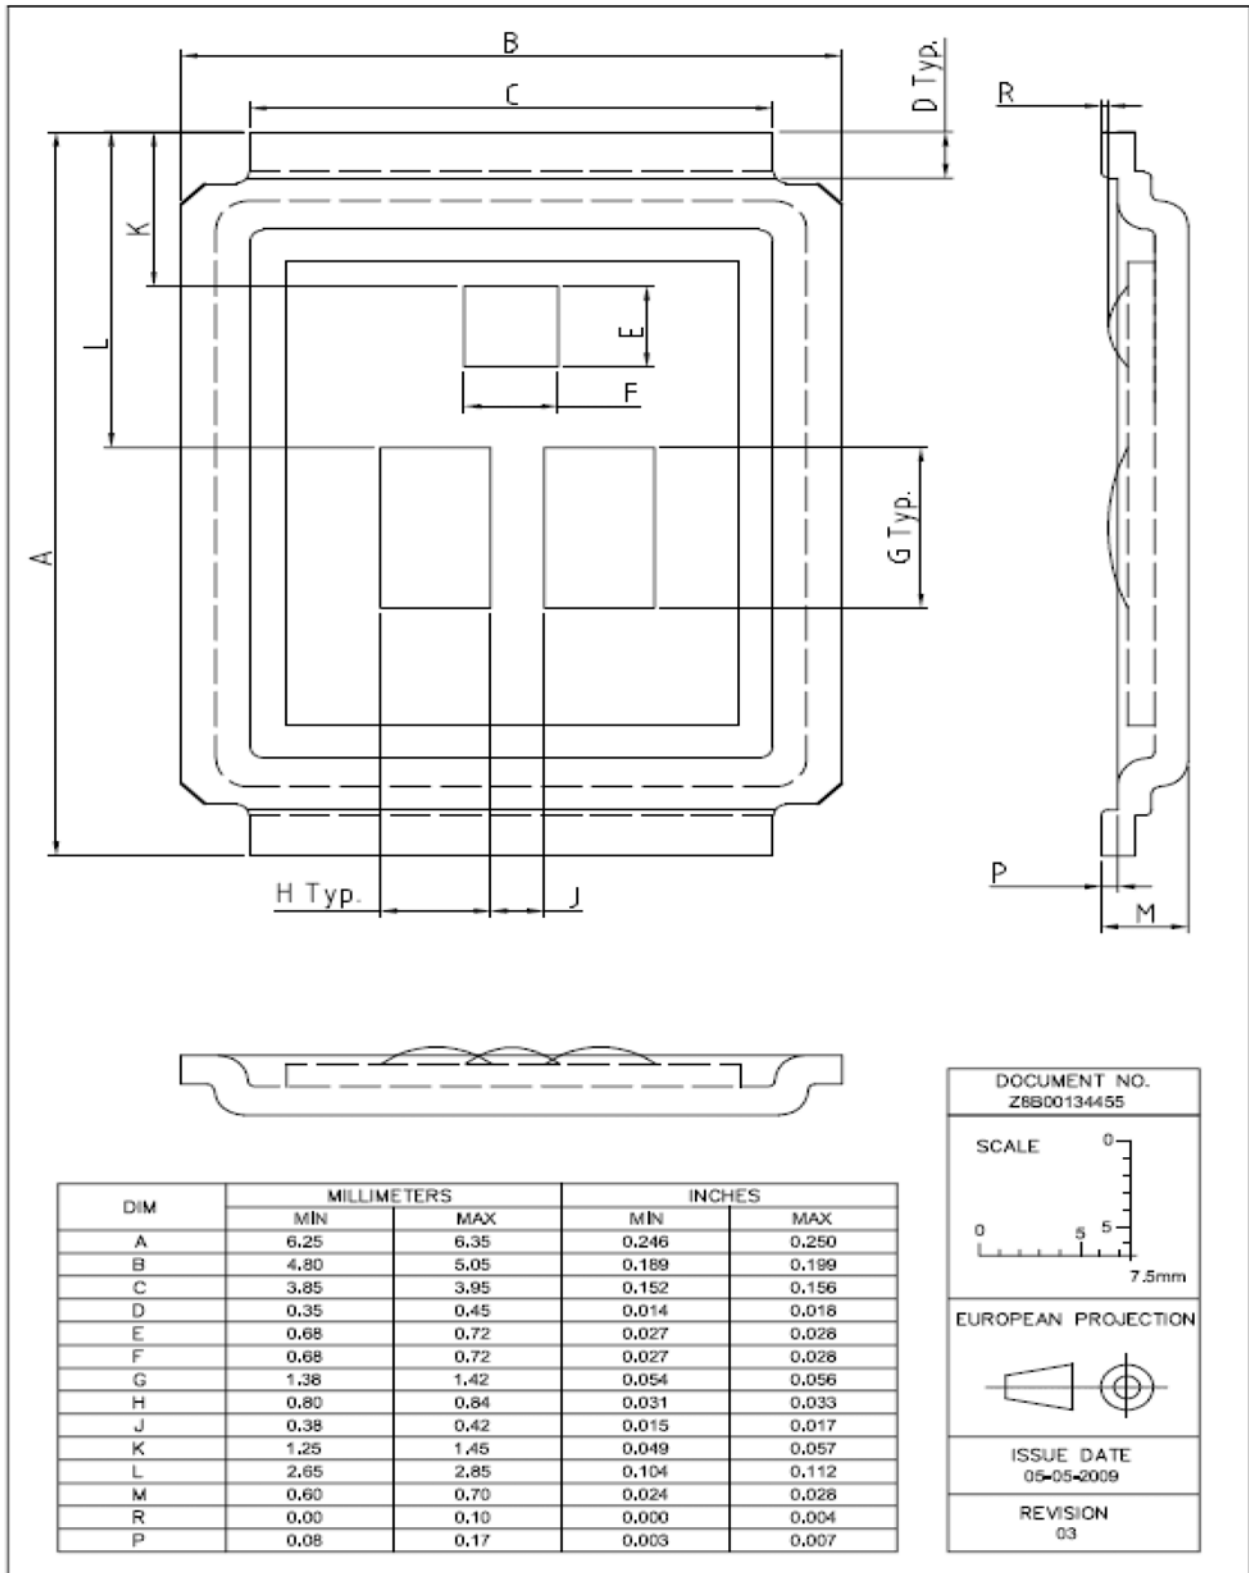 B
C
D Typ.
R
K
E
L
F
G Typ.
A
P
H Typ.
J
M
DOCUMENT NO.
Z8B00134455
SCALE
0
0 5 5
7.5mm
EUROPEAN PROJECTION
ISSUE DATE
05-05-2009
REVISION
03
DIM MILLIMETERS INCHES
MIN MAX MIN MAX
A 6.25 6.35 0.246 0.250
B 4.80 5.05 0.189 0.199
C 3.85 3.95 0.152 0.156
D 0.35 0.45 0.014 0.018
E 0.68 0.72 0.027 0.028
F 0.68 0.72 0.027 0.028
G 1.38 1.42 0.054 0.056
H 0.80 0.84 0.031 0.033
J 0.38 0.42 0.015 0.017
K 1.25 1.45 0.049 0.057
L 2.65 2.85 0.104 0.112
M 0.60 0.70 0.024 0.028
R 0.00 0.10 0.000 0.004
P 0.08 0.17 0.003 0.007